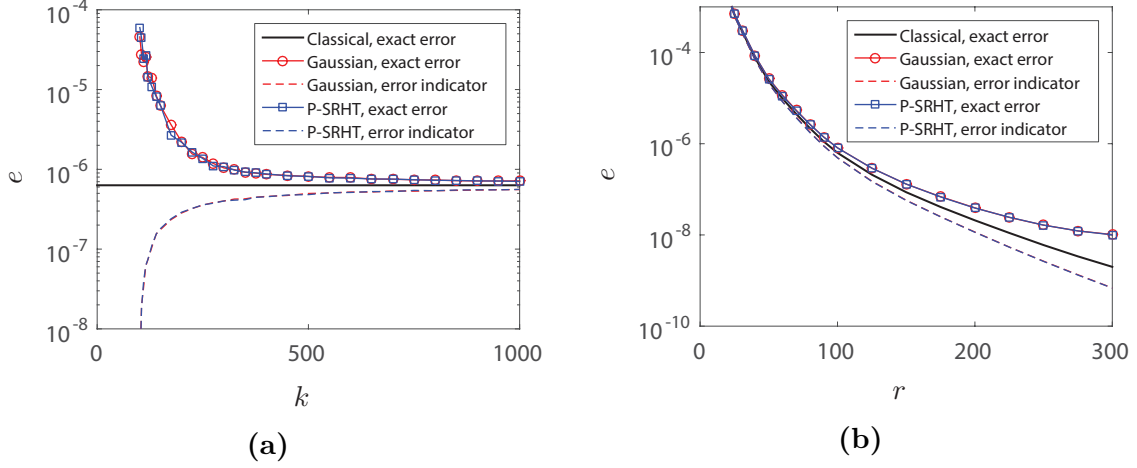 10^-4
10^-5
10^-6
10^-7
10^-8
e
0
500
1000
k
Classical, exact error
Gaussian, exact error
Gaussian, error indicator
P-SRHT, exact error
P-SRHT, error indicator
(a)
10^-4
10^-6
10^-8
10^-10
e
0
100
200
300
r
Classical, exact error
Gaussian, exact error
Gaussian, error indicator
P-SRHT, exact error
P-SRHT, error indicator
(b)